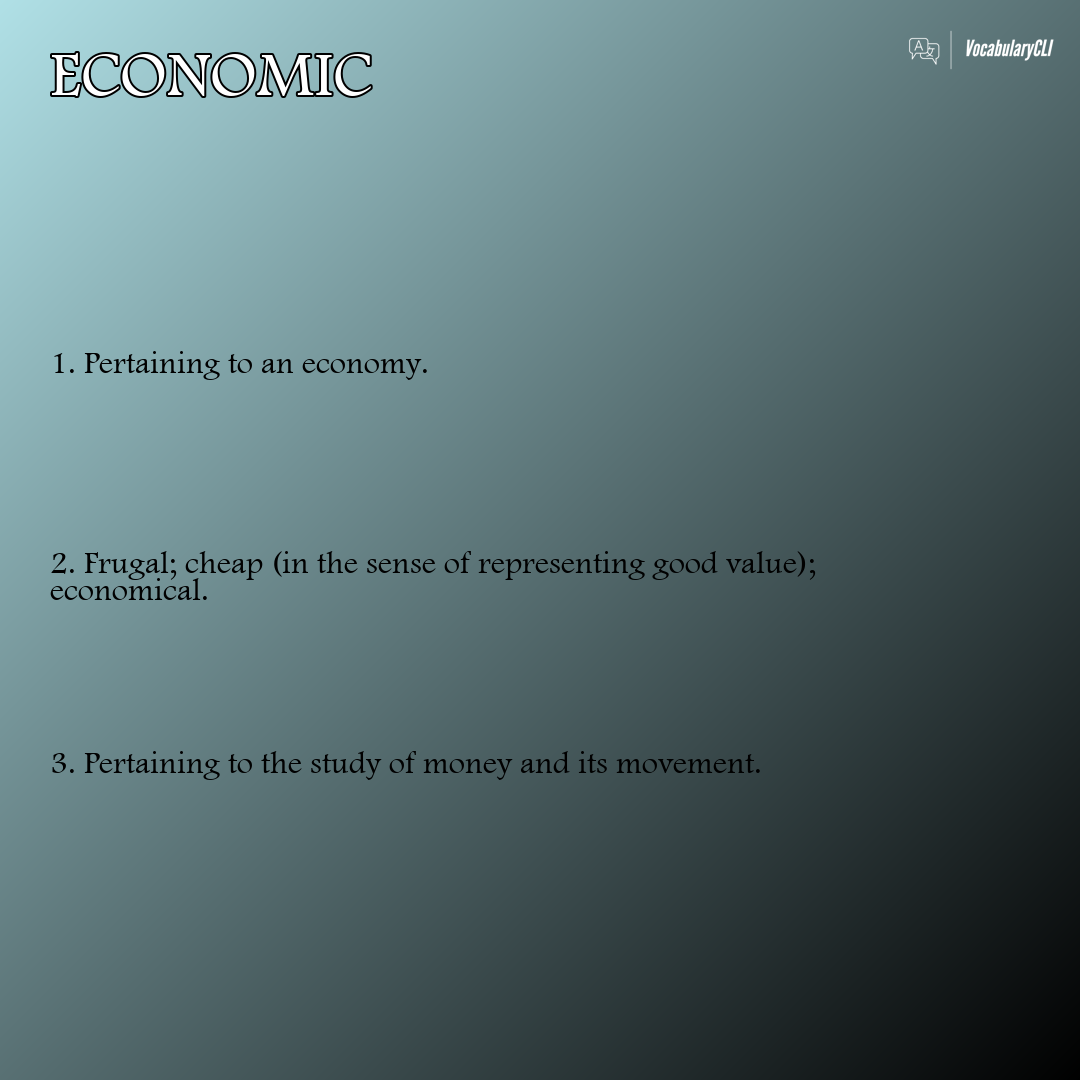 ECONOMIC
VocabularyCLI
1. Pertaining to an economy.
2. Frugal; cheap (in the sense of representing good value);
economical.
3. Pertaining to the study of money and its movement.